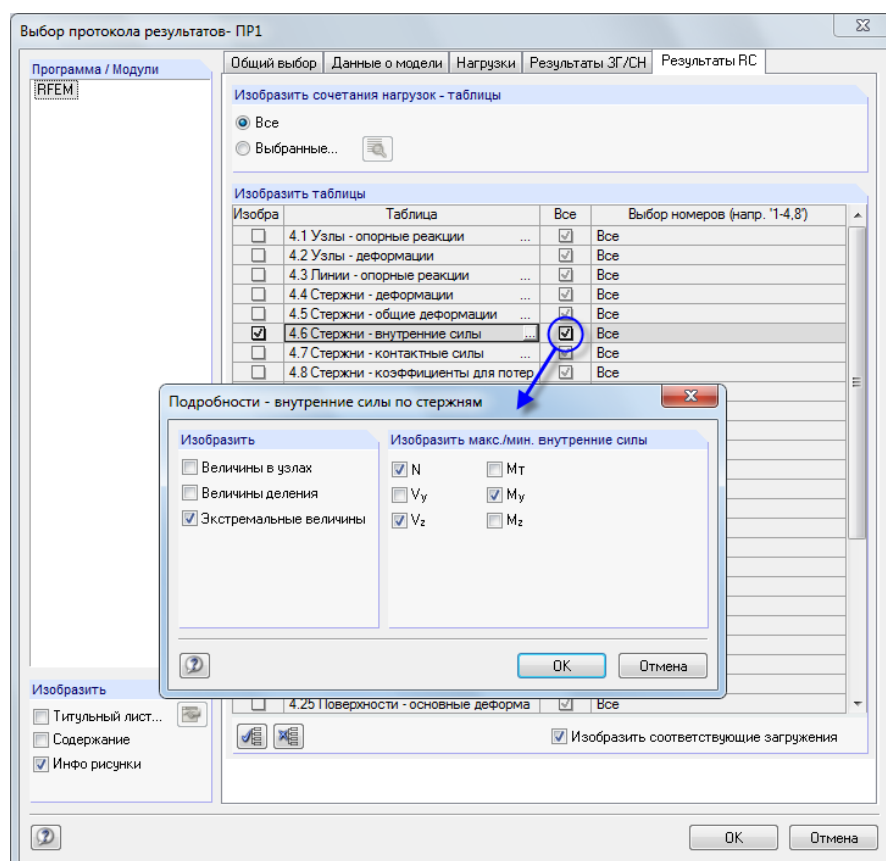 Выбор протокола результатов- ПР1
Программа / Модули
RFEM
Общий выбор
Данные о модели
Нагрузки
Результаты ЗГ/СН
Результаты RC
Изобразить сочетания нагрузок - таблицы
Все
Выбранные...
Изобразить таблицы
Изобра Таблица Все Выбор номеров (напр. '1-4,8')
4.1 Узлы - опорные реакции ... Все
4.2 Узлы - деформации Все
4.3 Линии - опорные реакции ... Все
4.4 Стержни - деформации ... Все
4.5 Стержни - общие деформации ... Все
4.6 Стержни - внутренние силы ... Все
4.7 Стержни - контактные силы ... Все
4.8 Стержни - коэффициенты для потер Все
Подробности - внутренние силы по стержням
Изобразить
Величины в узлах
Величины деления
Экстремальные величины
Изобразить макс./мин. внутренние силы
N MT
Vy My
Vz Mz
OK Отмена
4.25 Поверхности - основные деформа Все
Изобразить
Титульный лист...
Содержание
Инфо рисунки
Изобразить соответствующие загружения
OK Отмена